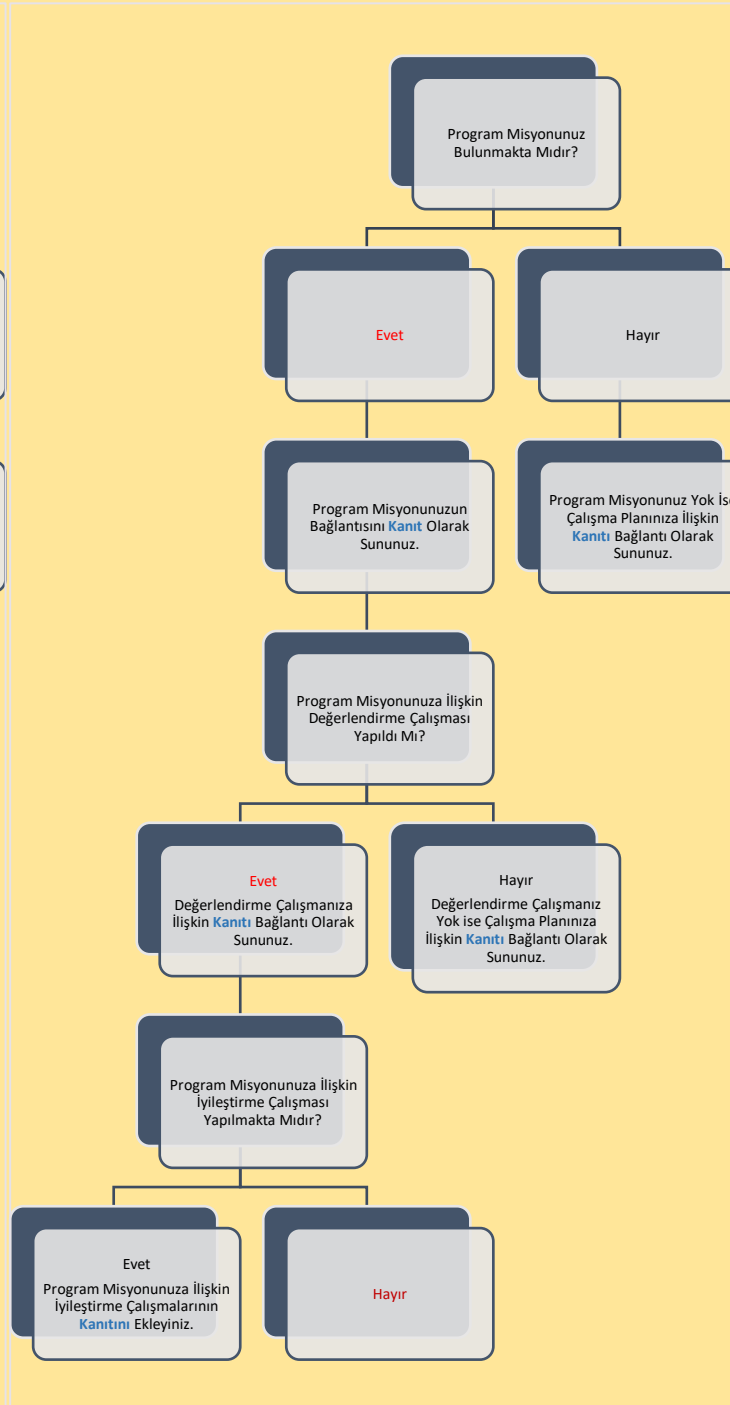 Program Misyonunuz
Bulunmakta Mıdır?
Evet
Hayır
Program Misyonunuzun
Bağlantısını Kanıt Olarak
Sununuz.
Program Misyonunuz Yok İse
Çalışma Planınıza İlişkin
Kanıtı Bağlantı Olarak
Sununuz.
Program Misyonunuza İlişkin
Değerlendirme Çalışması
Yapıldı Mı?
Evet
Değerlendirme Çalışmanıza
İlişkin Kanıtı Bağlantı Olarak
Sununuz.
Hayır
Değerlendirme Çalışmanız
Yok ise Çalışma Planınıza
İlişkin Kanıtı Bağlantı Olarak
Sununuz.
Program Misyonunuza İlişkin
İyileştirme Çalışması
Yapılmakta Mıdır?
Evet
Program Misyonunuza İlişkin
İyileştirme Çalışmalarının
Kanıtını Ekleyiniz.
Hayır